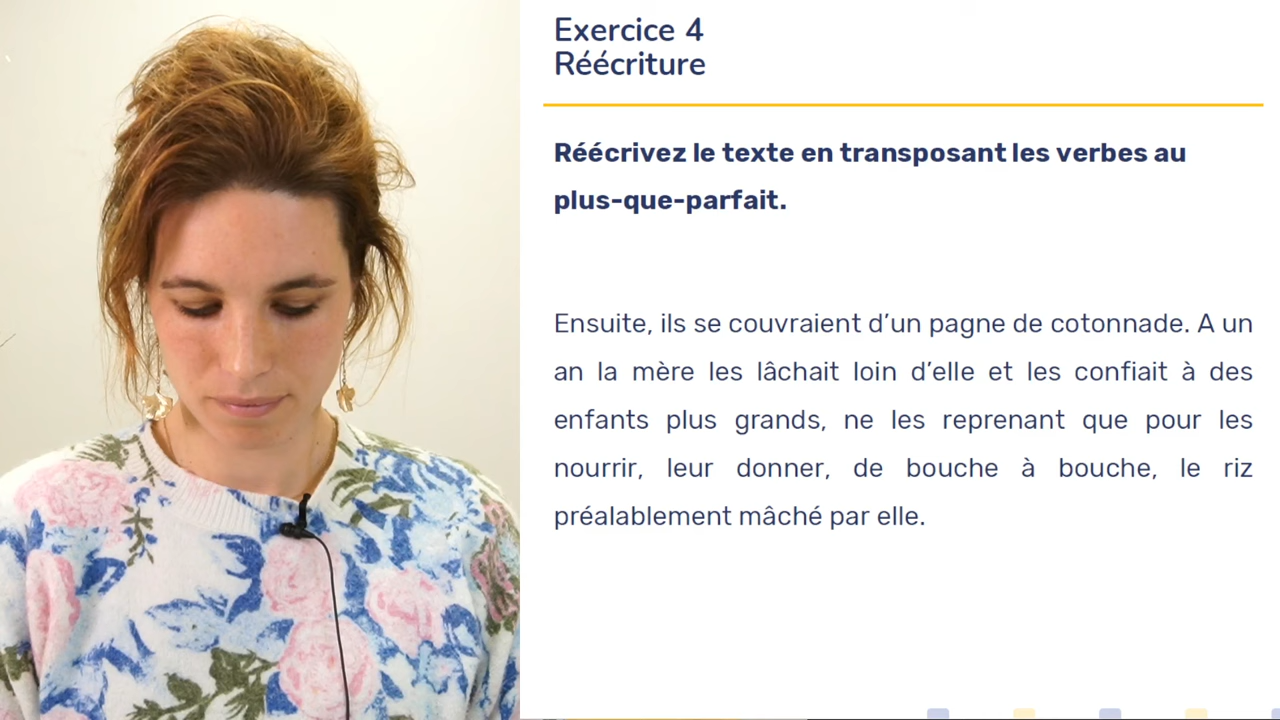 Exercice 4
Réécriture
Réécrivez le texte en transposant les verbes au
plus-que-parfait.
Ensuite, ils se couvraient d’un pagne de cotonnade. A un
an la mère les lâchait loin d’elle et les confiait à des
enfants plus grands, ne les reprenant que pour les
nourrir, leur donner, de bouche à bouche, le riz
préalablement mâché par elle.